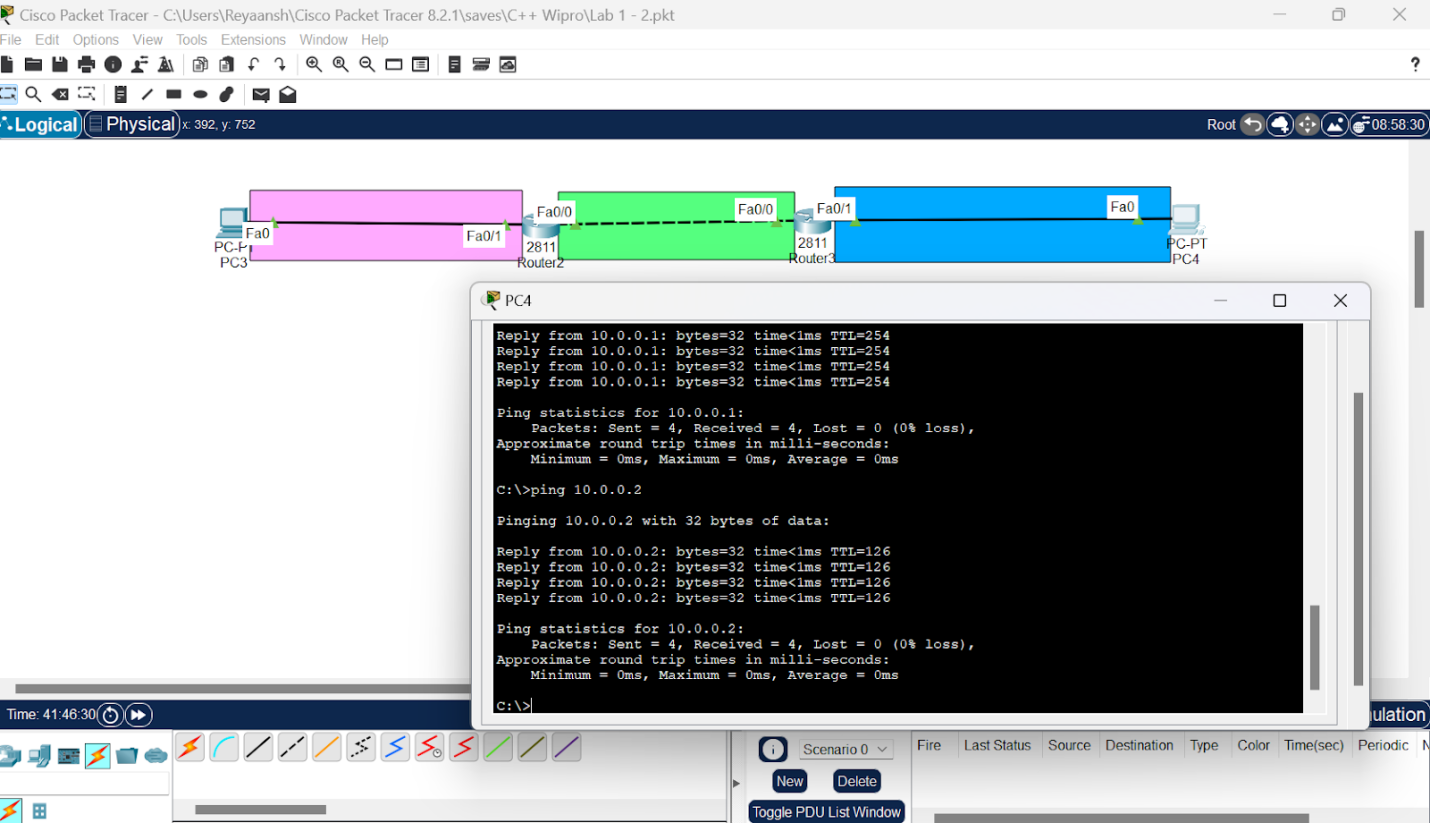 Cisco Packet Tracer - C:\Users\Reyaansh\Cisco Packet Tracer 8.2.1\saves\C++ Wipro\Lab 1 - 2.pkt
File Edit Options View Tools Extensions Window Help
?
Logical Physical x: 392, y: 752 Root 08:58:30
Fa0/0 Fa0/0 Fa0/1 Fa0
Fa0 Fa0/1
PC-P 2811 2811 PC-PT
PC3 Router2 Router3 PC4
PC4
Reply from 10.0.0.1: bytes=32 time<1ms TTL=254
Reply from 10.0.0.1: bytes=32 time<1ms TTL=254
Reply from 10.0.0.1: bytes=32 time<1ms TTL=254
Reply from 10.0.0.1: bytes=32 time<1ms TTL=254
Ping statistics for 10.0.0.1:
Packets: Sent = 4, Received = 4, Lost = 0 (0% loss),
Approximate round trip times in milli-seconds:
Minimum = 0ms, Maximum = 0ms, Average = 0ms
C:\>ping 10.0.0.2
Pinging 10.0.0.2 with 32 bytes of data:
Reply from 10.0.0.2: bytes=32 time<1ms TTL=126
Reply from 10.0.0.2: bytes=32 time<1ms TTL=126
Reply from 10.0.0.2: bytes=32 time<1ms TTL=126
Reply from 10.0.0.2: bytes=32 time<1ms TTL=126
Ping statistics for 10.0.0.2:
Packets: Sent = 4, Received = 4, Lost = 0 (0% loss),
Approximate round trip times in milli-seconds:
Minimum = 0ms, Maximum = 0ms, Average = 0ms
C:\>
Time: 41:46:30 ulation
Scenario 0 Fire Last Status Source Destination Type Color Time(sec) Periodic N
New Delete
Toggle PDU List Window